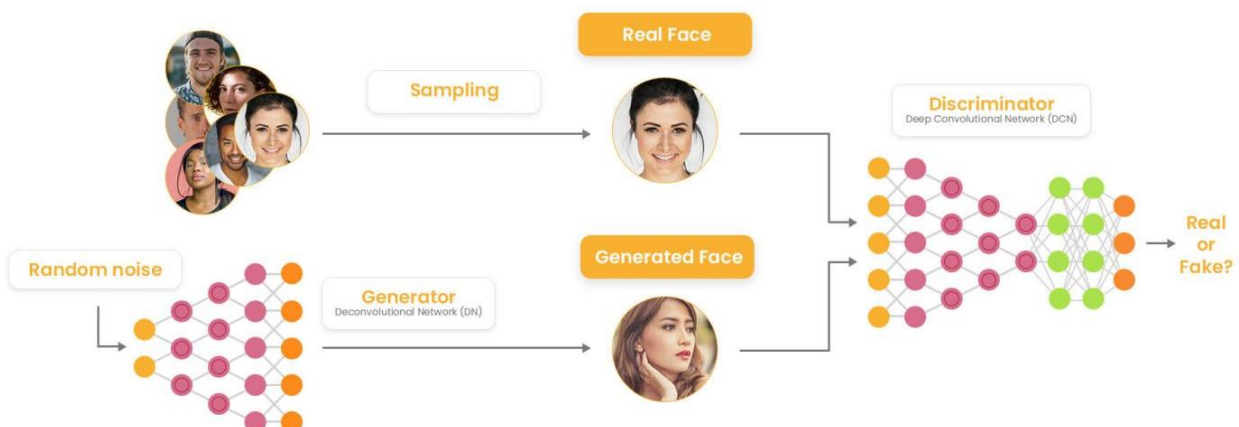 Real Face
Sampling
Discriminator
Deep Convolutional Network (DCN)
Real
or
Fake?
Random noise
Generator
Deconvolutional Network (DN)
Generated Face